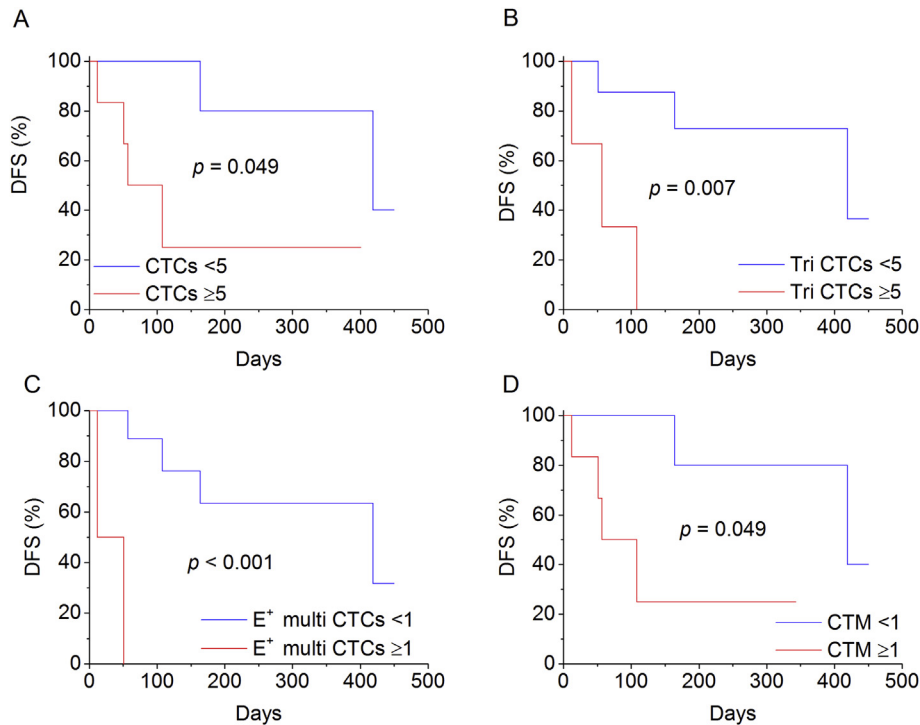 A
100
80
60
40
20
0
DFS (%)
p = 0.049
CTCs <5
CTCs ≥5
0 100 200 300 400 500
Days
B
100
80
60
40
20
0
DFS (%)
p = 0.007
Tri CTCs <5
Tri CTCs ≥5
0 100 200 300 400 500
Days
C
100
80
60
40
20
0
DFS (%)
p < 0.001
E⁺ multi CTCs <1
E⁺ multi CTCs ≥1
0 100 200 300 400 500
Days
D
100
80
60
40
20
0
DFS (%)
p = 0.049
CTM <1
CTM ≥1
0 100 200 300 400 500
Days